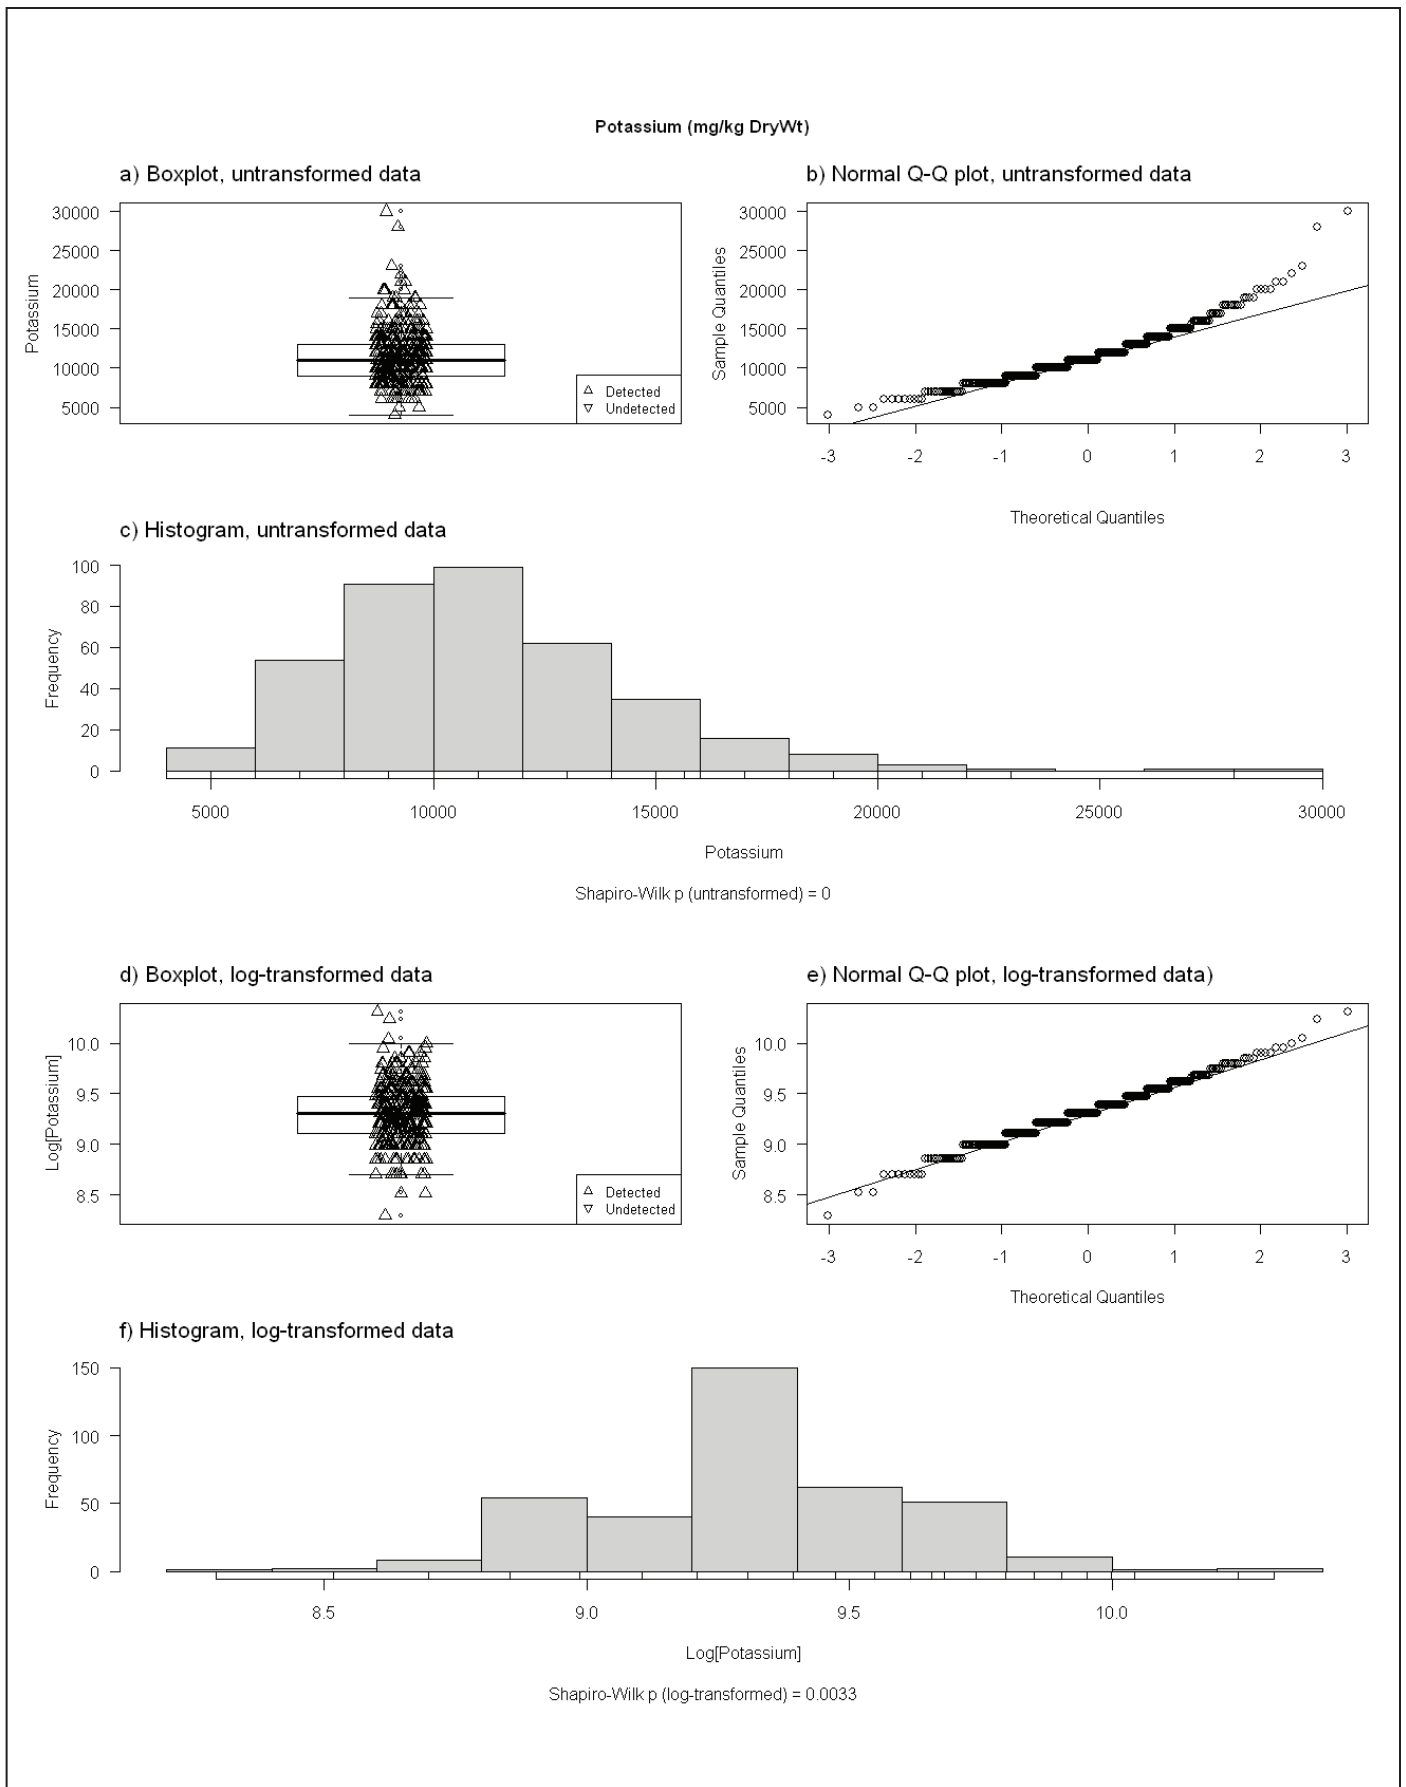 Potassium (mg/kg DryWt)
a) Boxplot, untransformed data
Potassium
30000
25000
20000
15000
10000
5000
Detected
Undetected
b) Normal Q-Q plot, untransformed data
Sample Quantiles
30000
25000
20000
15000
10000
5000
-3 -2 -1 0 1 2 3
Theoretical Quantiles
c) Histogram, untransformed data
Frequency
100
80
60
40
20
0
5000 10000 15000 20000 25000 30000
Potassium
Shapiro-Wilk p (untransformed) = 0
d) Boxplot, log-transformed data
Log[Potassium]
10.0
9.5
9.0
8.5
Detected
Undetected
e) Normal Q-Q plot, log-transformed data)
Sample Quantiles
10.0
9.5
9.0
8.5
-3 -2 -1 0 1 2 3
Theoretical Quantiles
f) Histogram, log-transformed data
Frequency
150
100
50
0
8.5 9.0 9.5 10.0
Log[Potassium]
Shapiro-Wilk p (log-transformed) = 0.0033